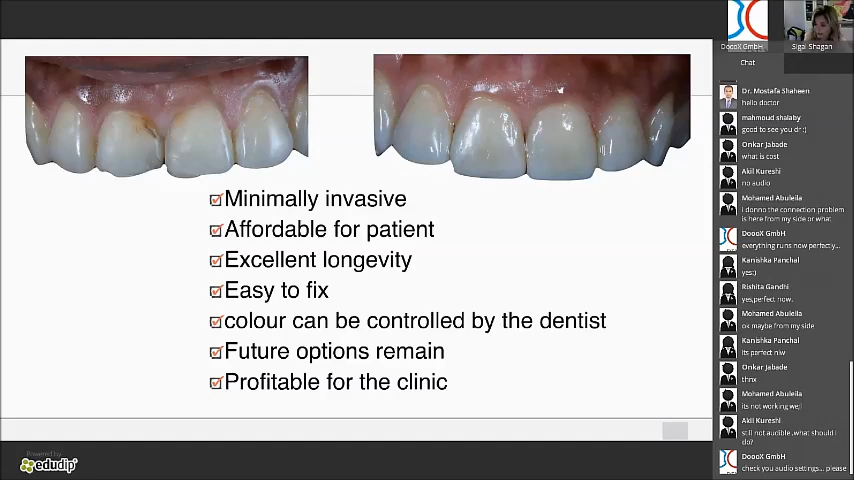 Minimally invasive
Affordable for patient
Excellent longevity
Easy to fix
colour can be controlled by the dentist
Future options remain
Profitable for the clinic
Powered by
edudip
DoooX GmbH
Sigal Shagan
Chat
Dr. Mostafa Shaheen
hello doctor
mahmoud shalaby
good to see you dr :)
Onkar Jabade
what is cost
Akil Kureshi
no audio
Mohamed Abuleila
i donno the connection problem
is here from my side or what
DoooX GmbH
everything runs now perfectly...
Kanishka Panchal
yes:)
Rishita Gandhi
yes,perfect now.
Mohamed Abuleila
ok maybe from my side
Kanishka Panchal
its perfect niw
Onkar Jabade
thnx
Mohamed Abuleila
its not working we;l
Akil Kureshi
still not audible .what should i
do?
DoooX GmbH
check you audio settings... please